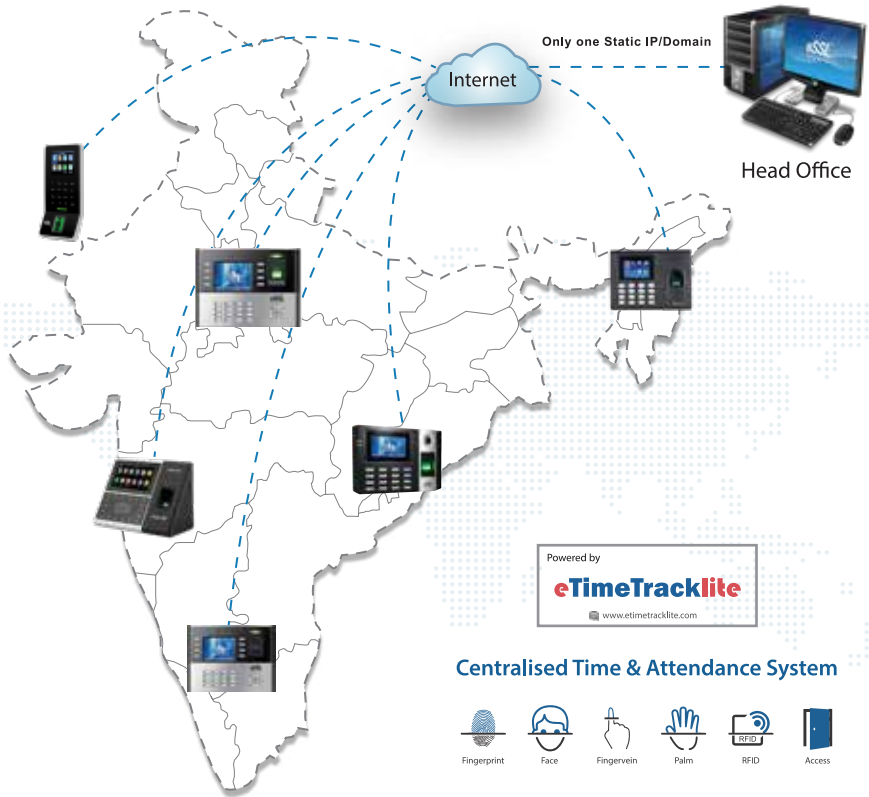 Only one Static IP/Domain
Internet
eSSL
Head Office
Powered by
eTimeTracklite
www.etimetracklite.com
Centralised Time & Attendance System
Fingerprint
Face
Fingervein
Palm
RFID
RFID
Access